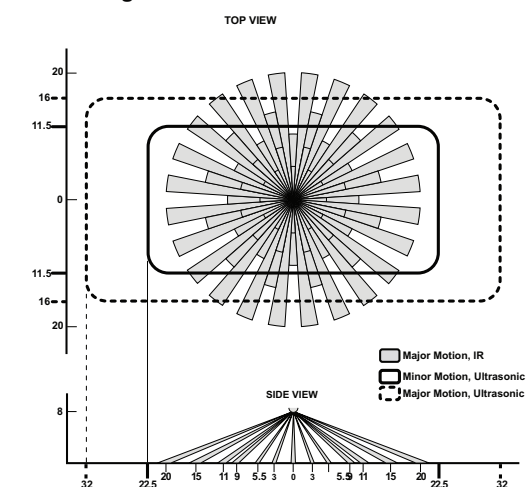 TOP VIEW
20
16
11.5
0
11.5
16
20
Major Motion, IR
Minor Motion, Ultrasonic
Major Motion, Ultrasonic
SIDE VIEW
8
32 22.5 20 15 11 9 5.5 3 0 3 5.5 9 11 15 20 22.5 32